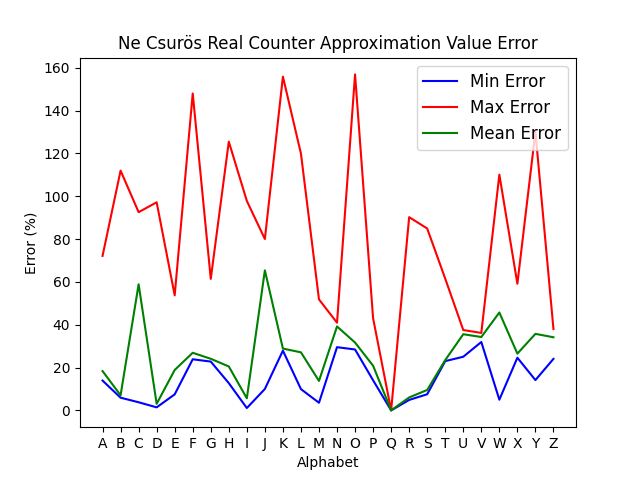 Ne Csurös Real Counter Approximation Value Error
Min Error
Max Error
Mean Error
160
140
120
100
80
60
40
20
0
Error (%)
A B C D E F G H I J K L M N O P Q R S T U V W X Y Z
Alphabet